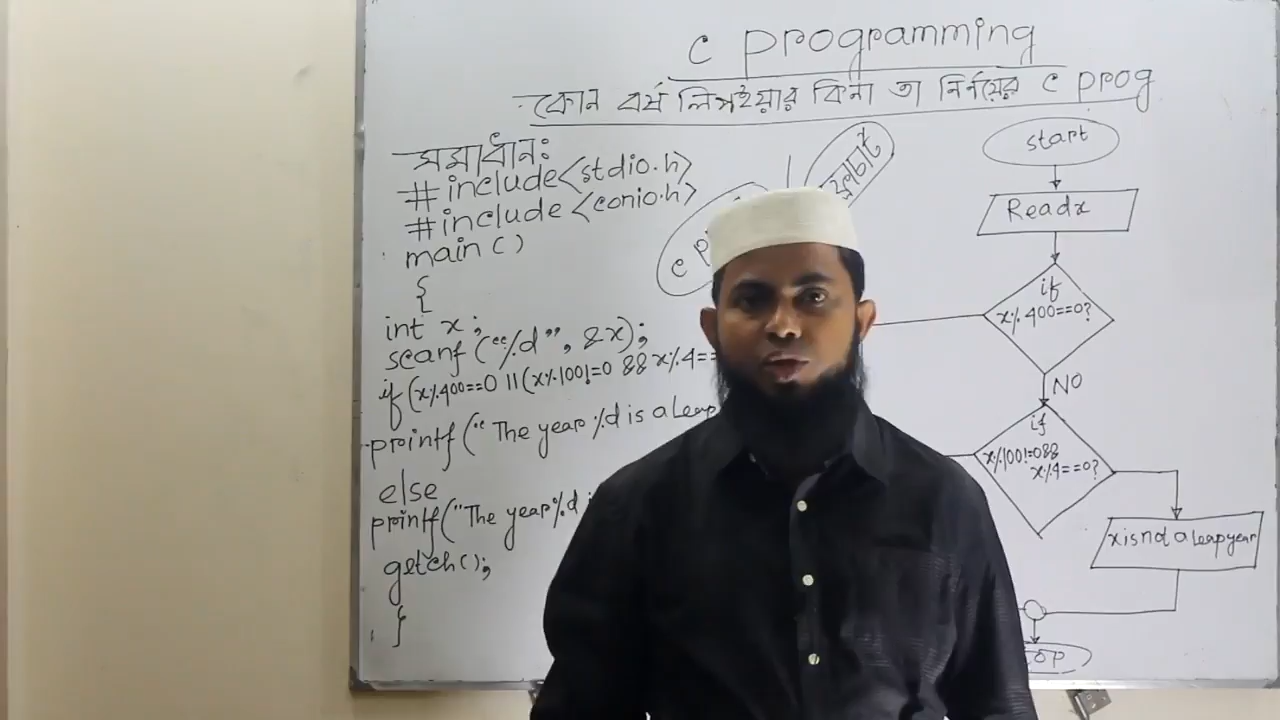 c programming
কোন বর্ষ লিপইয়ার কিনা তা নির্নয়ের c prog
সমাধান:
# include<stdio.h>
# include <conio.h>
main()
{
int x;
scanf ("%d", &x);
if (x%400==0 || (x%100!=0 && x%4==
printf (" The year %d is a Leap
else
printf("The year%d
getch();
}
c
ফ্লোচার্ট
start
Read x
if
x%400==0?
NO
if
x%100!=0&&
x%4==0?
x is not a Leap year